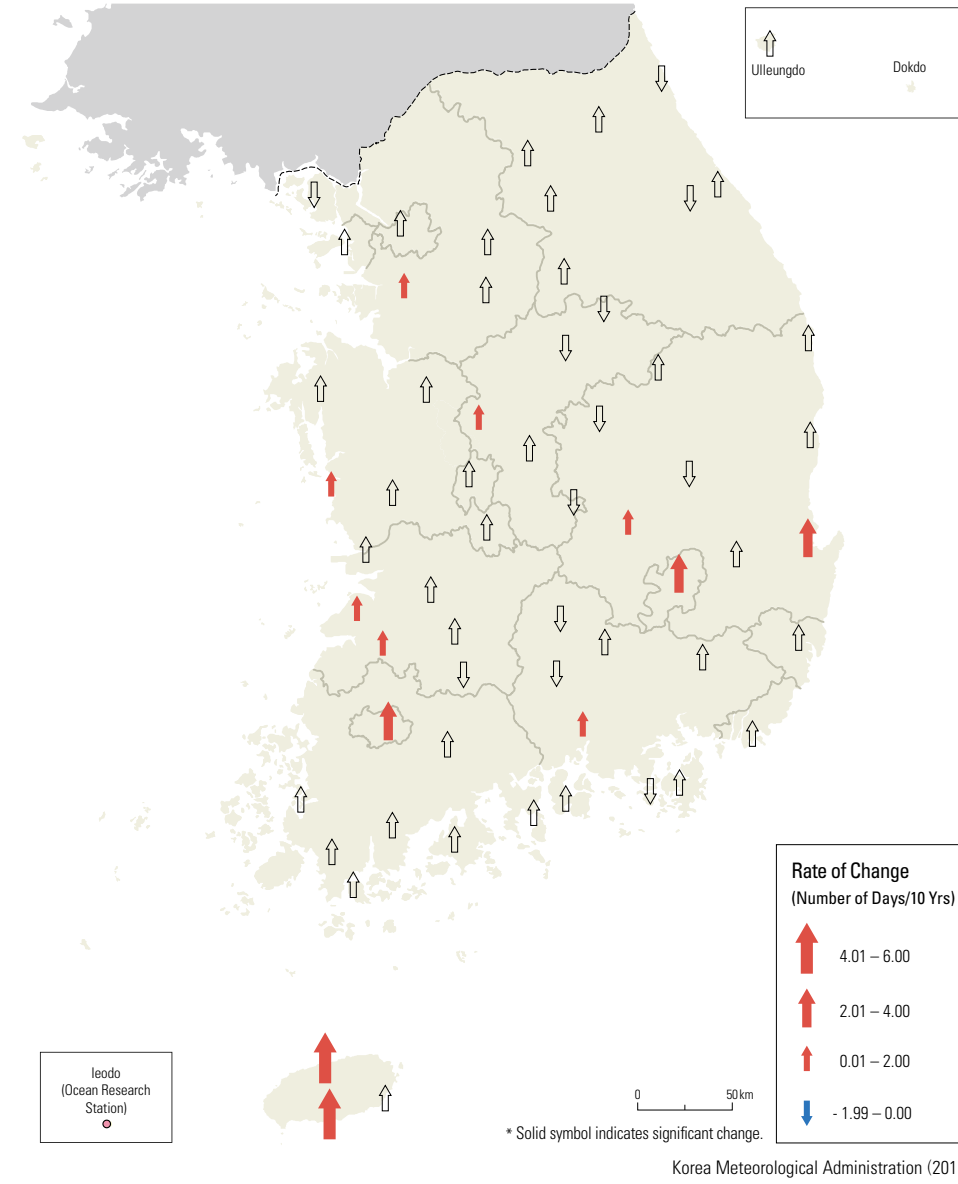 Ulleungdo
Dokdo
Rate of Change
(Number of Days/10 Yrs)
4.01 – 6.00
2.01 – 4.00
0.01 – 2.00
- 1.99 – 0.00
Ieodo
(Ocean Research
Station)
0 50km
* Solid symbol indicates significant change.
Korea Meteorological Administration (201